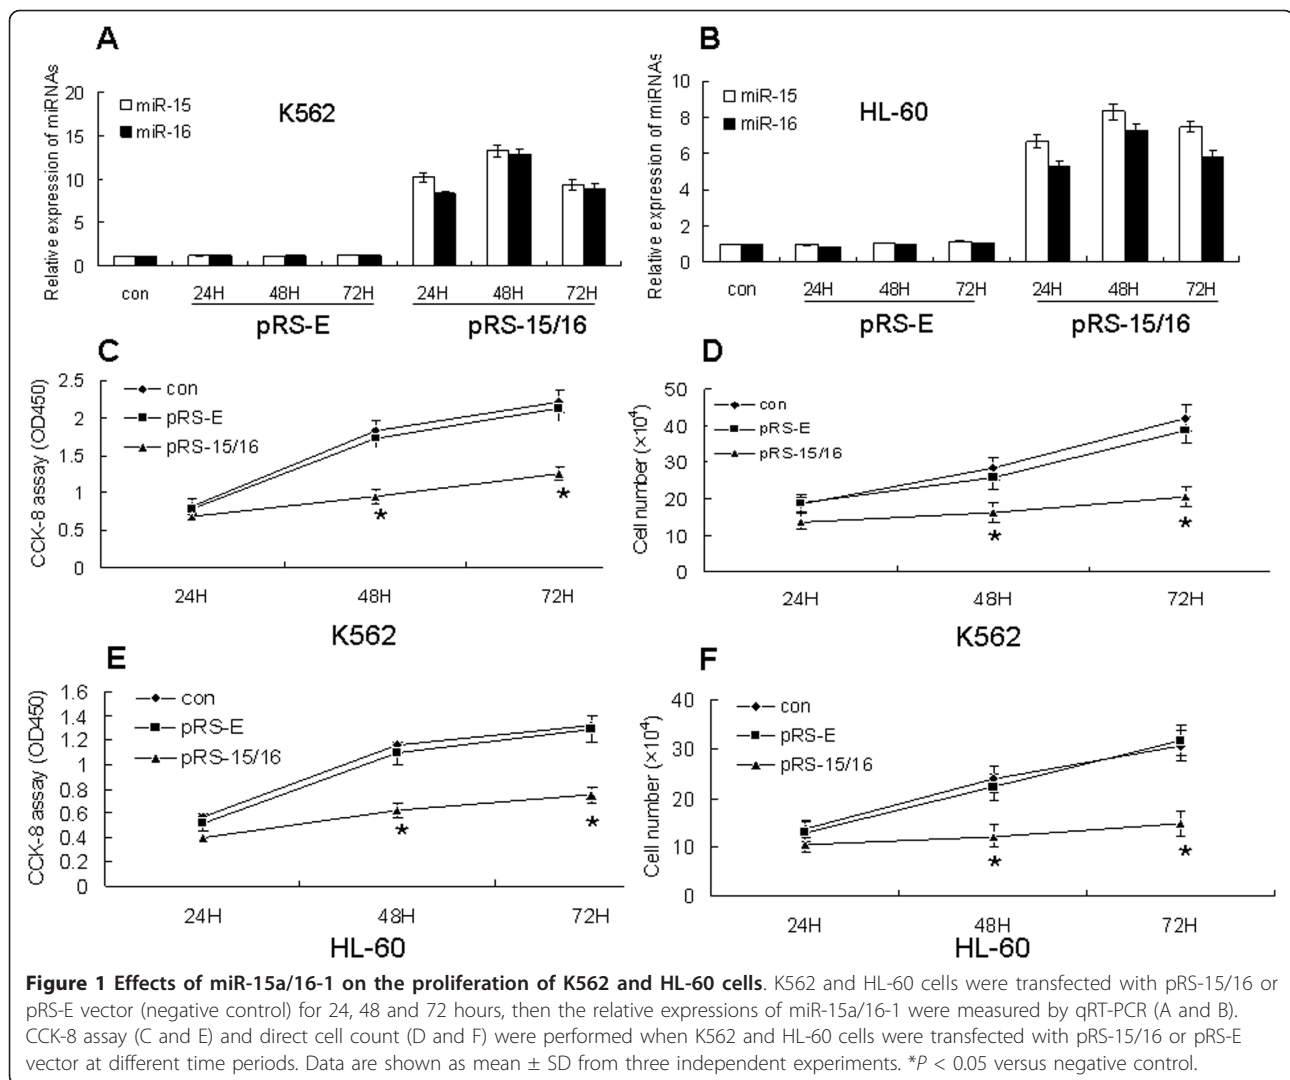 A
Relative expression of miRNAs
20
15
10
5
0
miR-15
miR-16
K562
con
24H 48H 72H 24H 48H 72H
pRS-E pRS-15/16
B
Relative expression of miRNAs
10
8
6
4
2
0
miR-15
miR-16
HL-60
con
24H 48H 72H 24H 48H 72H
pRS-E pRS-15/16
C
CCK-8 assay (OD450)
2.5
2
1.5
1
0.5
0
con
pRS-E
pRS-15/16
* *
24H 48H 72H
K562
D
Cell number (×10⁴)
50
40
30
20
10
0
con
pRS-E
pRS-15/16
* *
24H 48H 72H
K562
E
CCK-8 assay (OD450)
1.6
1.4
1.2
1
0.8
0.6
0.4
0.2
0
con
pRS-E
pRS-15/16
* *
24H 48H 72H
HL-60
F
Cell number (×10⁴)
40
30
20
10
0
con
pRS-E
pRS-15/16
* *
24H 48H 72H
HL-60
Figure 1 Effects of miR-15a/16-1 on the proliferation of K562 and HL-60 cells. K562 and HL-60 cells were transfected with pRS-15/16 or
pRS-E vector (negative control) for 24, 48 and 72 hours, then the relative expressions of miR-15a/16-1 were measured by qRT-PCR (A and B).
CCK-8 assay (C and E) and direct cell count (D and F) were performed when K562 and HL-60 cells were transfected with pRS-15/16 or pRS-E
vector at different time periods. Data are shown as mean ± SD from three independent experiments. *P < 0.05 versus negative control.